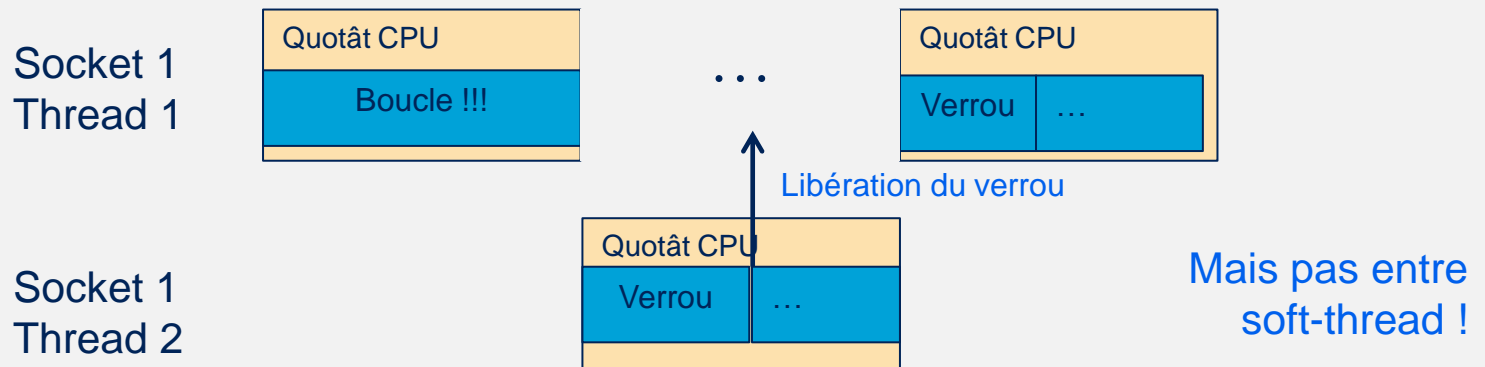 Socket 1
Thread 1
Quotât CPU
Boucle !!!
...
Quotât CPU
Verrou
…
Libération du verrou
Socket 1
Thread 2
Quotât CPU
Verrou
…
Mais pas entre
soft-thread !